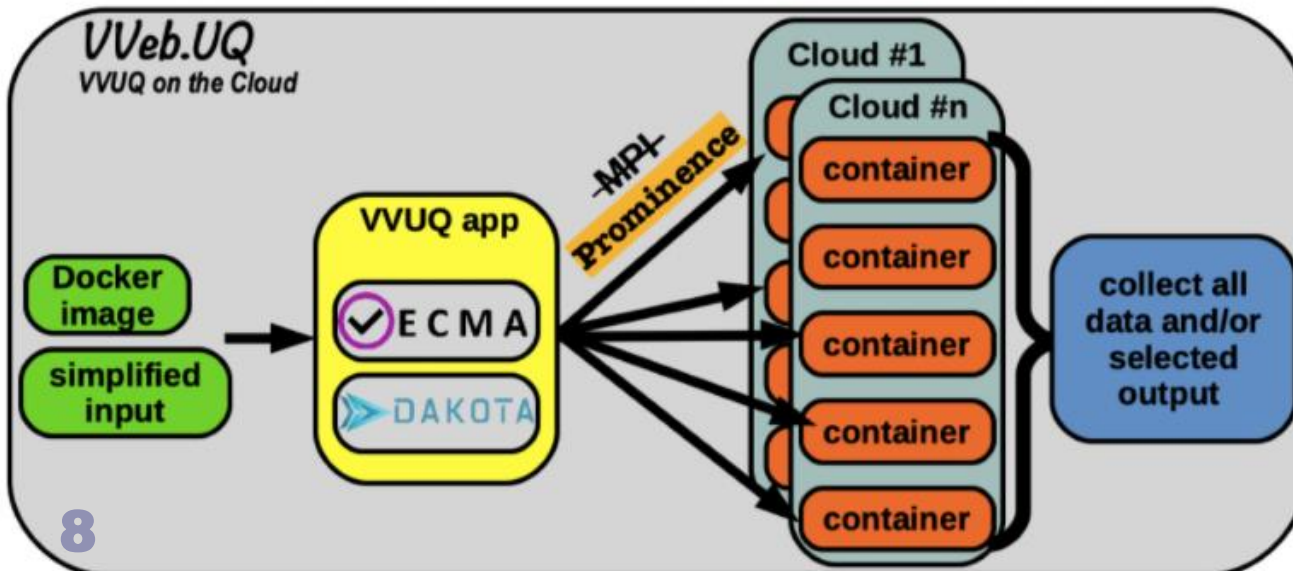 VVeb.UQ
VVUQ on the Cloud
Docker
image
simplified
input
VVUQ app
ECMA
DAKOTA
MPI
Prominence
Cloud #1
Cloud #n
container
container
container
container
container
collect all
data and/or
selected
output
8